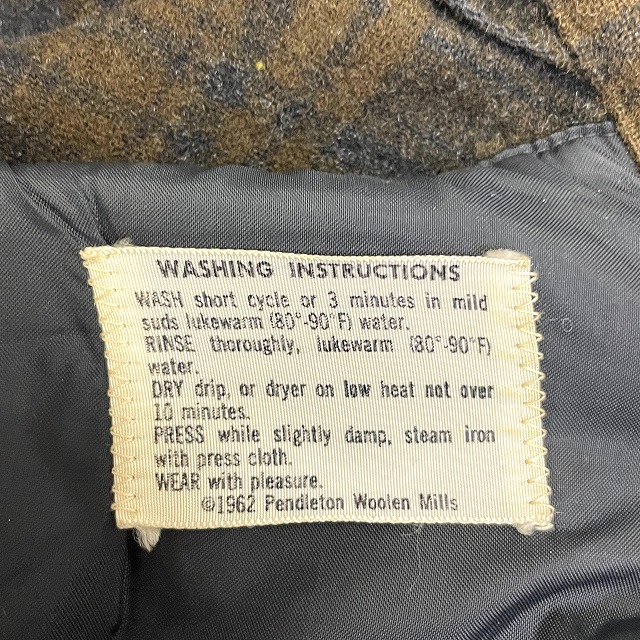 WASHING INSTRUCTIONS
WASH short cycle or 3 minutes in mild
suds lukewarm (80°-90°F) water.
RINSE thoroughly, lukewarm (80°-90°F)
water.
DRY drip, or dryer on low heat not over
10 minutes.
PRESS while slightly damp, steam iron
with press cloth.
WEAR with pleasure.
©1962 Pendleton Woolen Mills